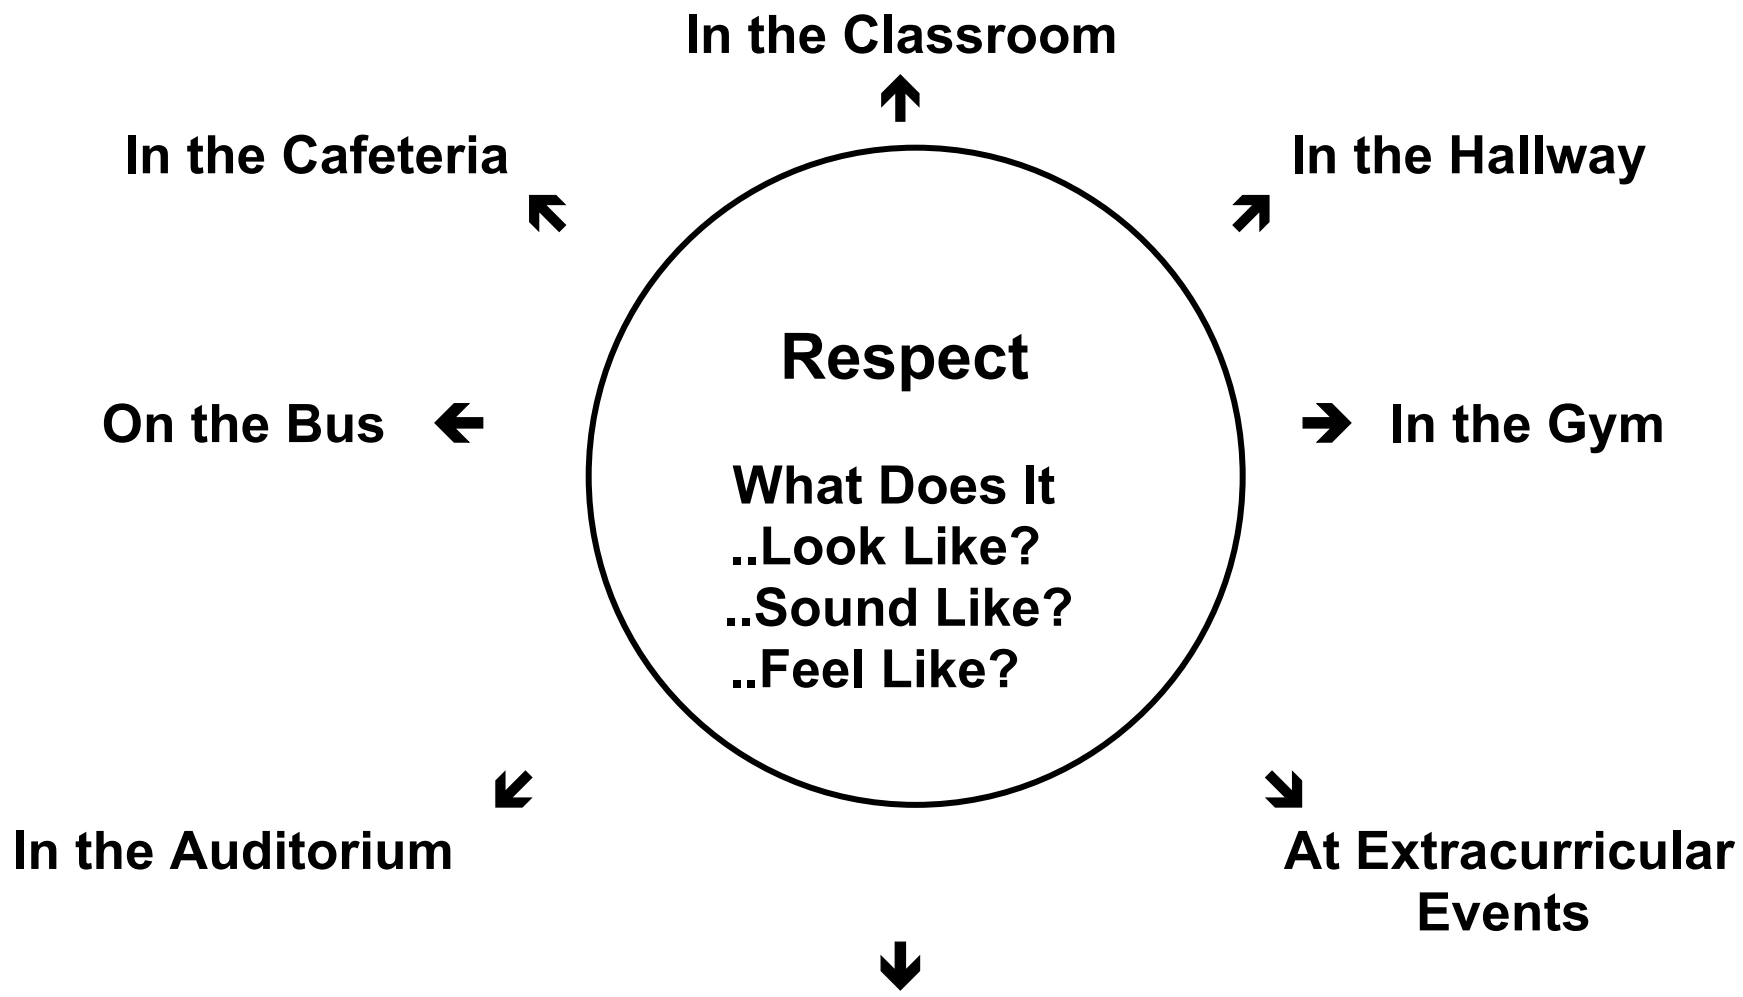 In the Classroom
In the Cafeteria
In the Hallway
Respect
On the Bus
In the Gym
What Does It
..Look Like?
..Sound Like?
..Feel Like?
In the Auditorium
At Extracurricular
Events